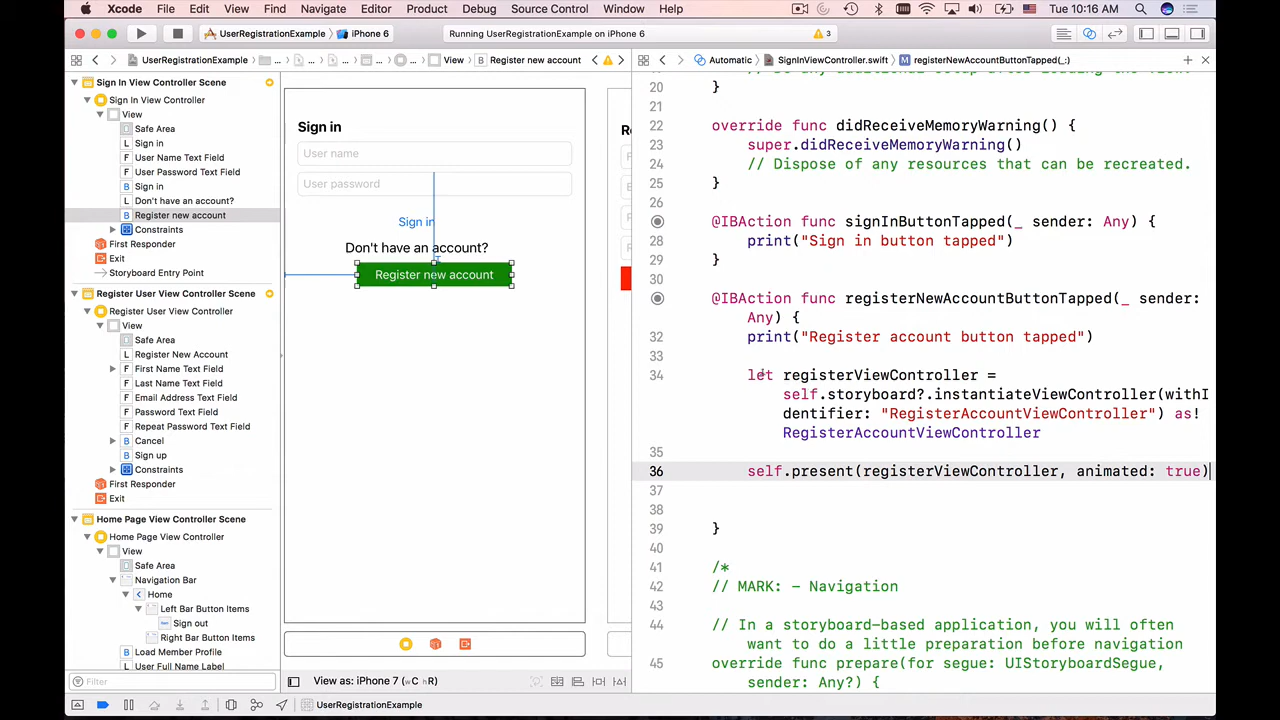 Xcode File Edit View Find Navigate Editor Product Debug Source Control Window Help Tue 10:16 AM
UserRegistrationExample iPhone 6 Running UserRegistrationExample on iPhone 6 3
UserRegistrationExample View Register new account
Automatic SignInViewController.swift registerNewAccountButtonTapped(_:)
Sign In View Controller Scene
Sign In View Controller
View
Safe Area
L Sign in
F User Name Text Field
F User Password Text Field
B Sign in
L Don't have an account?
B Register new account
Constraints
First Responder
Exit
Storyboard Entry Point
Register User View Controller Scene
Register User View Controller
View
Safe Area
L Register New Account
F First Name Text Field
F Last Name Text Field
F Email Address Text Field
F Password Text Field
F Repeat Password Text Field
B Cancel
B Sign up
Constraints
First Responder
Exit
Home Page View Controller Scene
Home Page View Controller
View
Safe Area
Navigation Bar
Home
Left Bar Button Items
Sign out
Right Bar Button Items
L Load Member Profile
L User Full Name Label
Filter
Sign in
User name
User password
Sign in
Don't have an account?
Register new account
View as: iPhone 7 (wC hR)
UserRegistrationExample
20 }
21
22 override func didReceiveMemoryWarning() {
23 super.didReceiveMemoryWarning()
24 // Dispose of any resources that can be recreated.
25 }
26
@IBAction func signInButtonTapped(_ sender: Any) {
28 print("Sign in button tapped")
29 }
30
@IBAction func registerNewAccountButtonTapped(_ sender:
Any) {
32 print("Register account button tapped")
33
34 let registerViewController =
self.storyboard?.instantiateViewController(withI
dentifier: "RegisterAccountViewController") as!
RegisterAccountViewController
35
36 self.present(registerViewController, animated: true)
37
38
39 }
40
41 /*
42 // MARK: - Navigation
43
44 // In a storyboard-based application, you will often
want to do a little preparation before navigation
45 override func prepare(for segue: UIStoryboardSegue,
sender: Any?) {